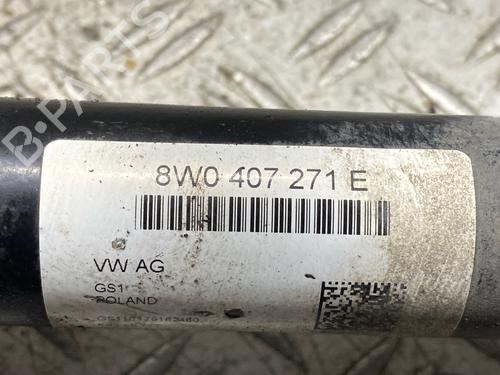 B-PARTS
8W0 407 271 E
VW AG
GS1
POLAND